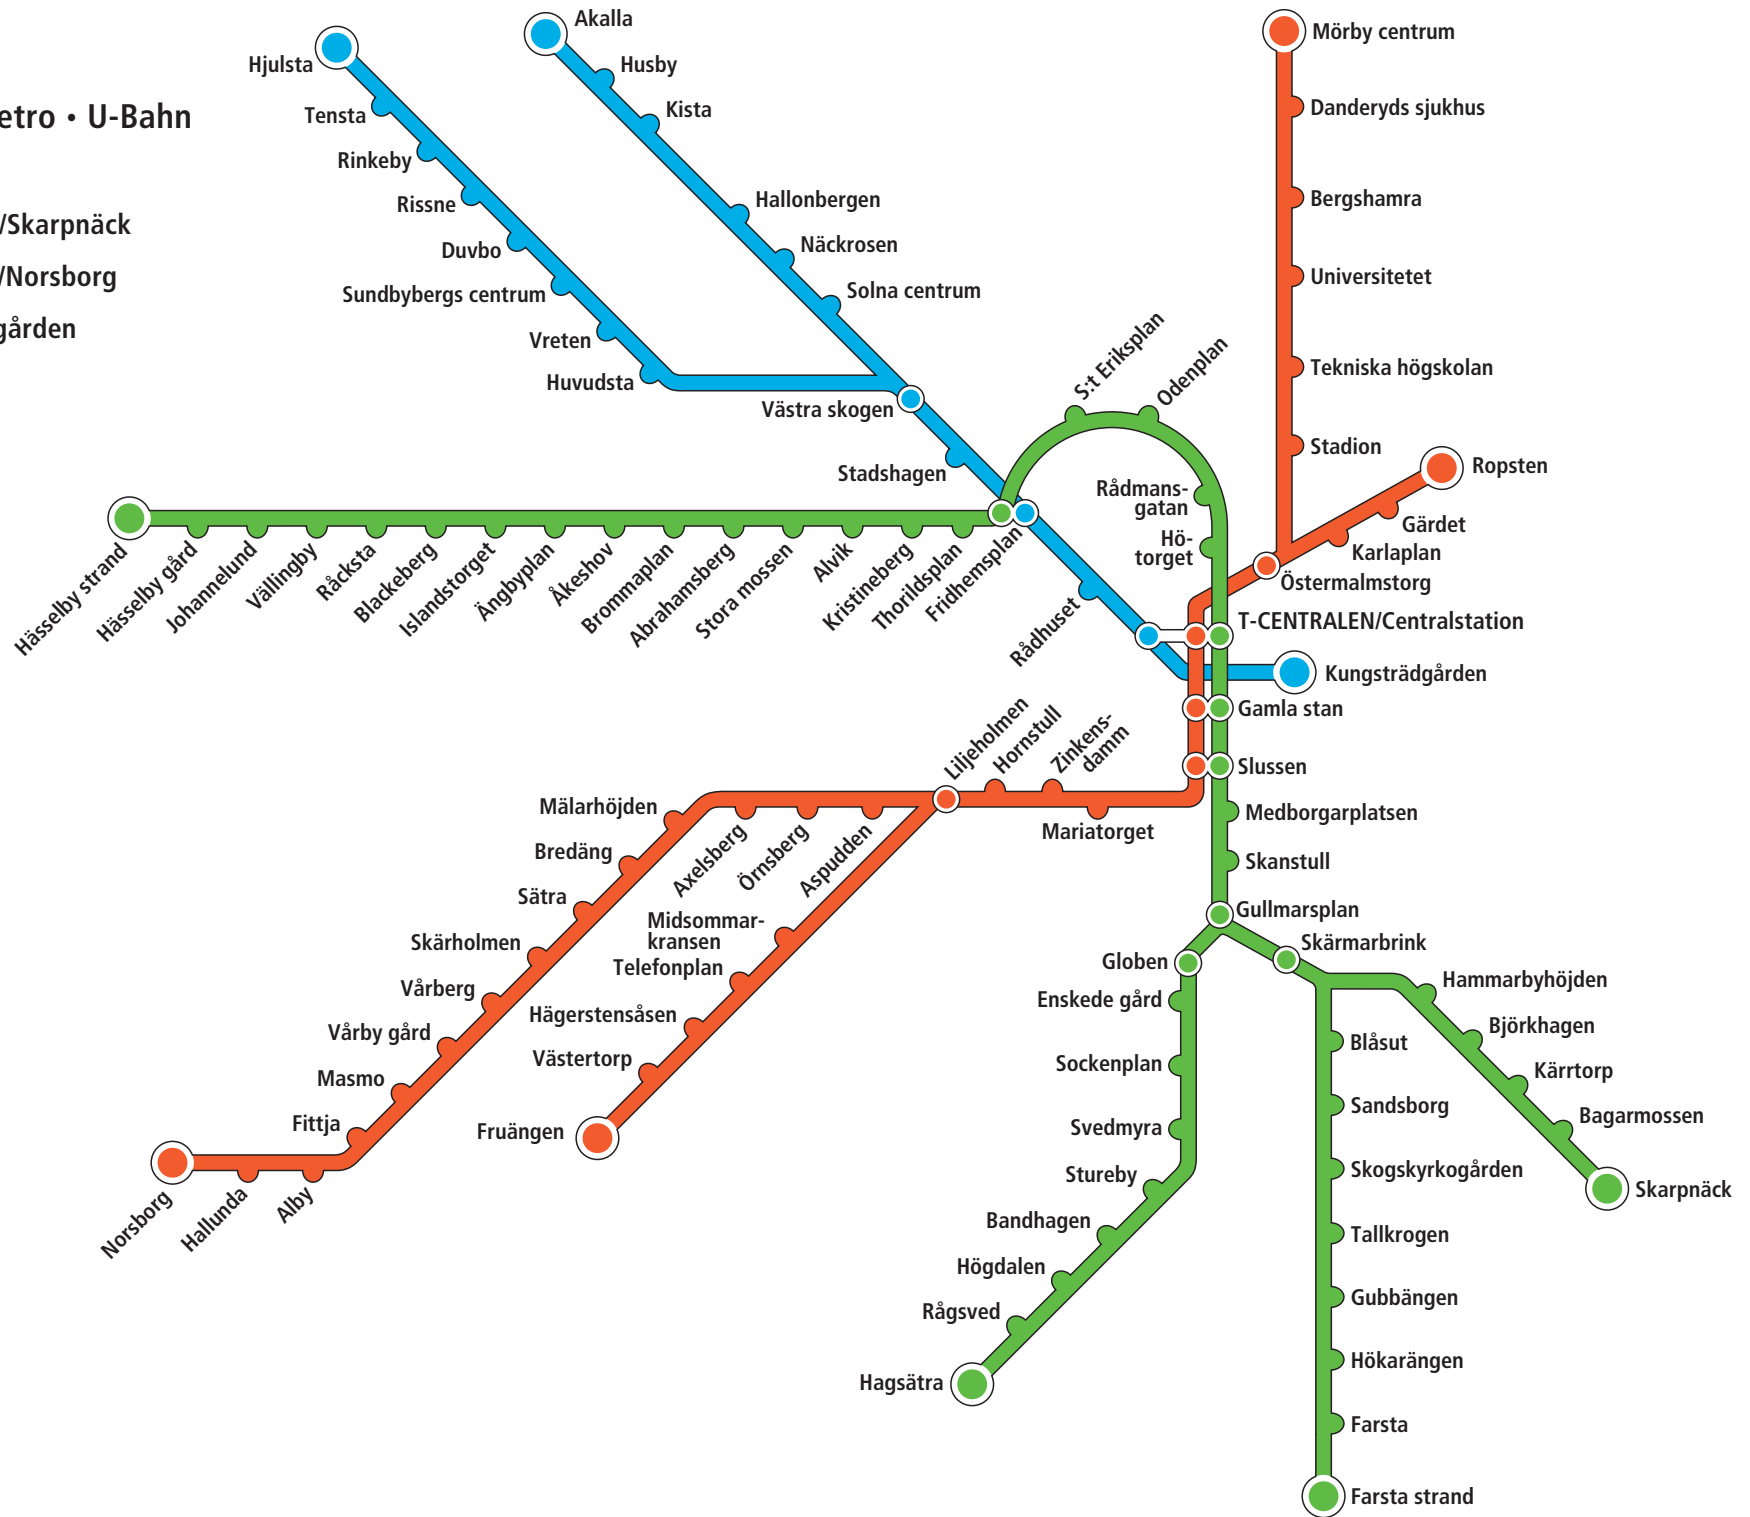 etro • U-Bahn
/Skarpnäck
/Norsborg
gården
Hjulsta
Tensta
Rinkeby
Rissne
Duvbo
Sundbybergs centrum
Vreten
Huvudsta
Akalla
Husby
Kista
Hallonbergen
Näckrosen
Solna centrum
Västra skogen
Stadshagen
Mörby centrum
Danderyds sjukhus
Bergshamra
Universitetet
Tekniska högskolan
Stadion
Ropsten
Gärdet
Karlaplan
Östermalmstorg
S:t Eriksplan
Odenplan
Rådmans-
gatan
Hö-
torget
Hässelby strand
Hässelby gård
Johannelund
Vällingby
Råcksta
Blackeberg
Islandstorget
Ängbyplan
Åkeshov
Brommaplan
Abrahamsberg
Stora mossen
Alvik
Kristineberg
Thorildsplan
Fridhemsplan
Rådhuset
T-CENTRALEN/Centralstation
Kungsträdgården
Gamla stan
Slussen
Medborgarplatsen
Skanstull
Gullmarsplan
Skärmarbrink
Liljeholmen
Hornstull
Zinkens-
damm
Mariatorget
Mälarhöjden
Bredäng
Sätra
Skärholmen
Vårberg
Vårby gård
Masmo
Fittja
Axelsberg
Örnsberg
Aspudden
Midsommar-
kransen
Telefonplan
Hägerstensåsen
Västertorp
Fruängen
Norsborg
Hallunda
Alby
Globen
Enskede gård
Sockenplan
Svedmyra
Stureby
Bandhagen
Högdalen
Rågsved
Hagsätra
Hammarbyhöjden
Björkhagen
Kärrtorp
Bagarmossen
Skarpnäck
Blåsut
Sandsborg
Skogskyrkogården
Tallkrogen
Gubbängen
Hökarängen
Farsta
Farsta strand